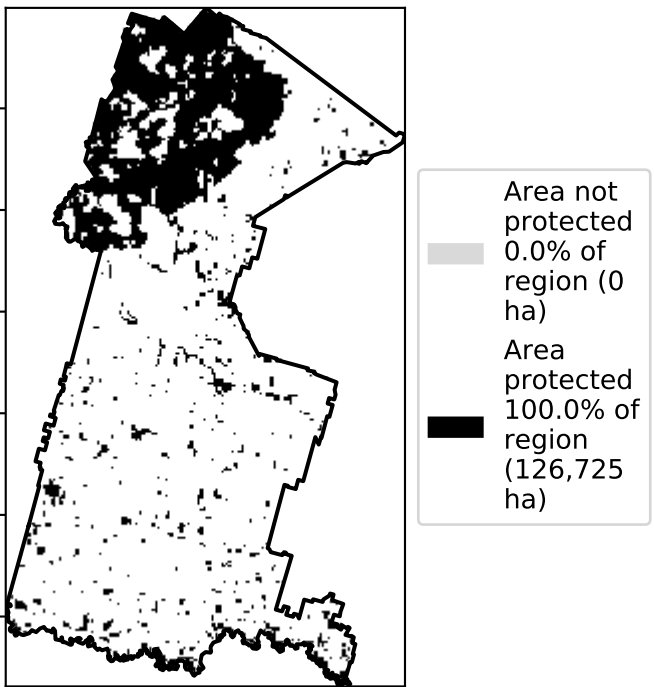 Area not
protected
0.0% of
region (0
ha)
Area
protected
100.0% of
region
(126,725
ha)